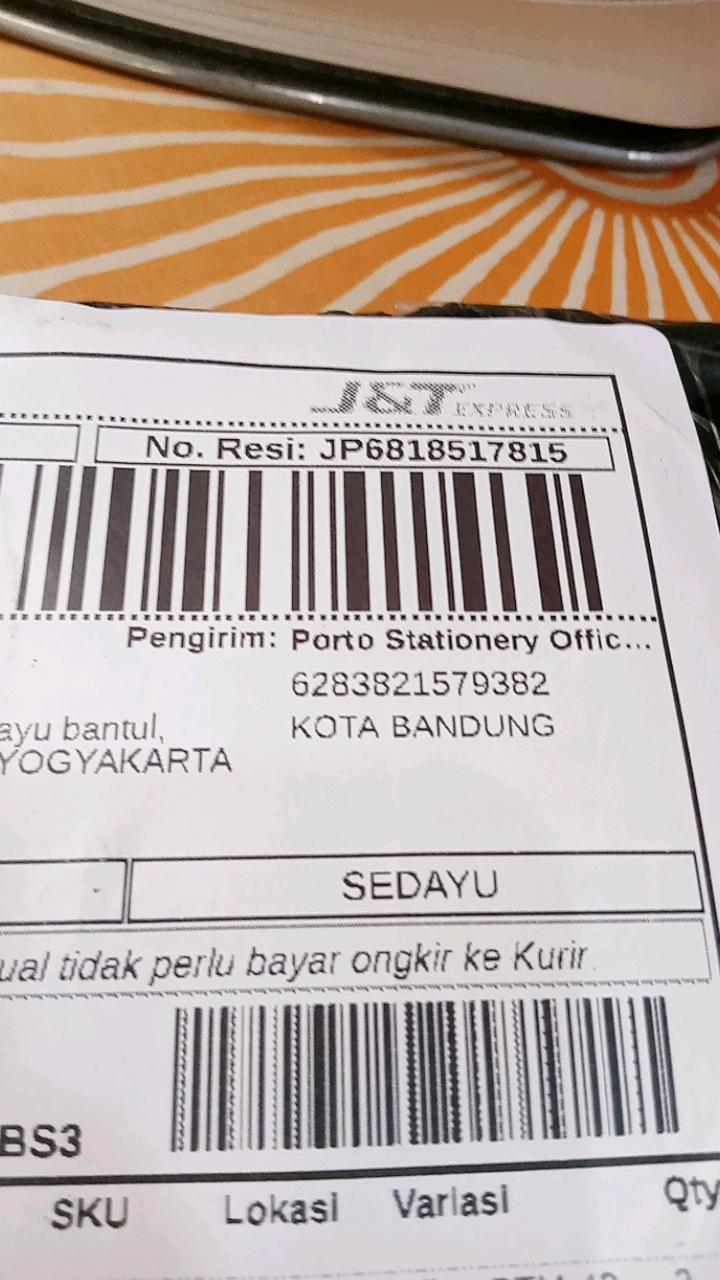 J&T EXPRESS
No. Resi: JP6818517815
Pengirim: Porto Stationery Offic...
6283821579382
ayu bantul,
KOTA BANDUNG
YOGYAKARTA
SEDAYU
ual tidak perlu bayar ongkir ke Kurir.
BS3
SKU Lokasi Variasi Qty